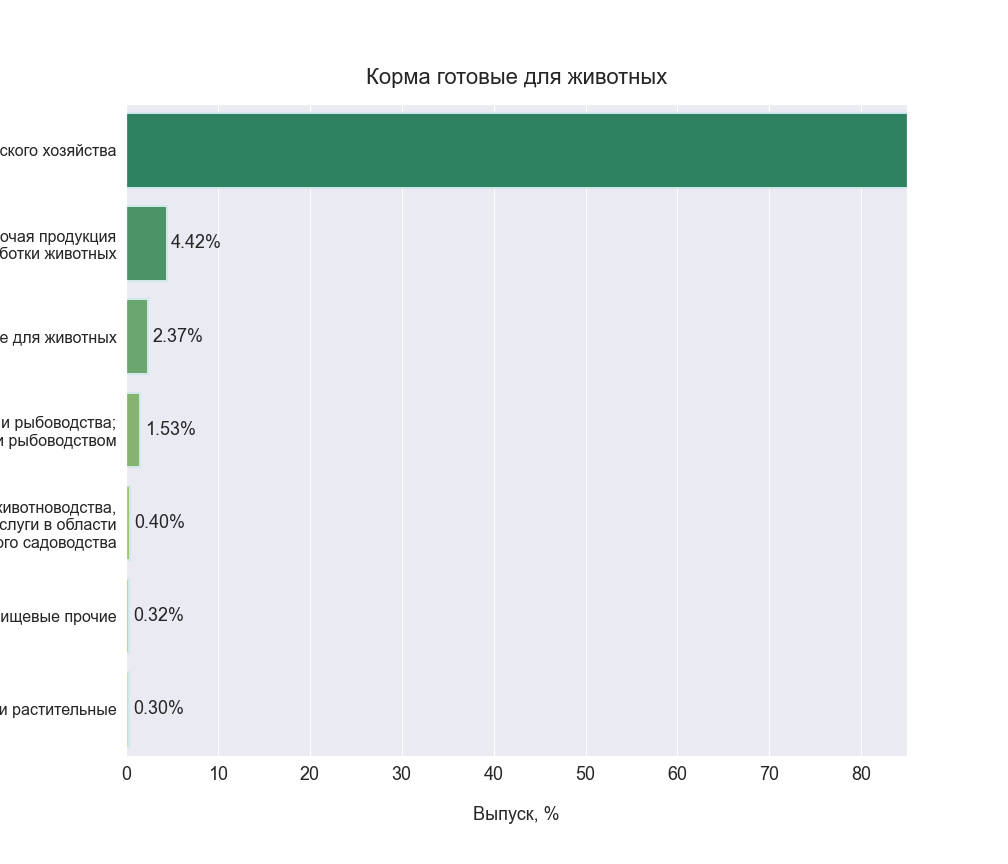 Корма готовые для животных
ского хозяйства
очая продукция
4.42%
ботки животных
е для животных
2.37%
и рыбоводства;
1.53%
и рыбоводством
животноводства,
слуги в области
0.40%
ого садоводства
ищевые прочие
0.32%
и растительные
0.30%
0 10 20 30 40 50 60 70 80
Выпуск, %